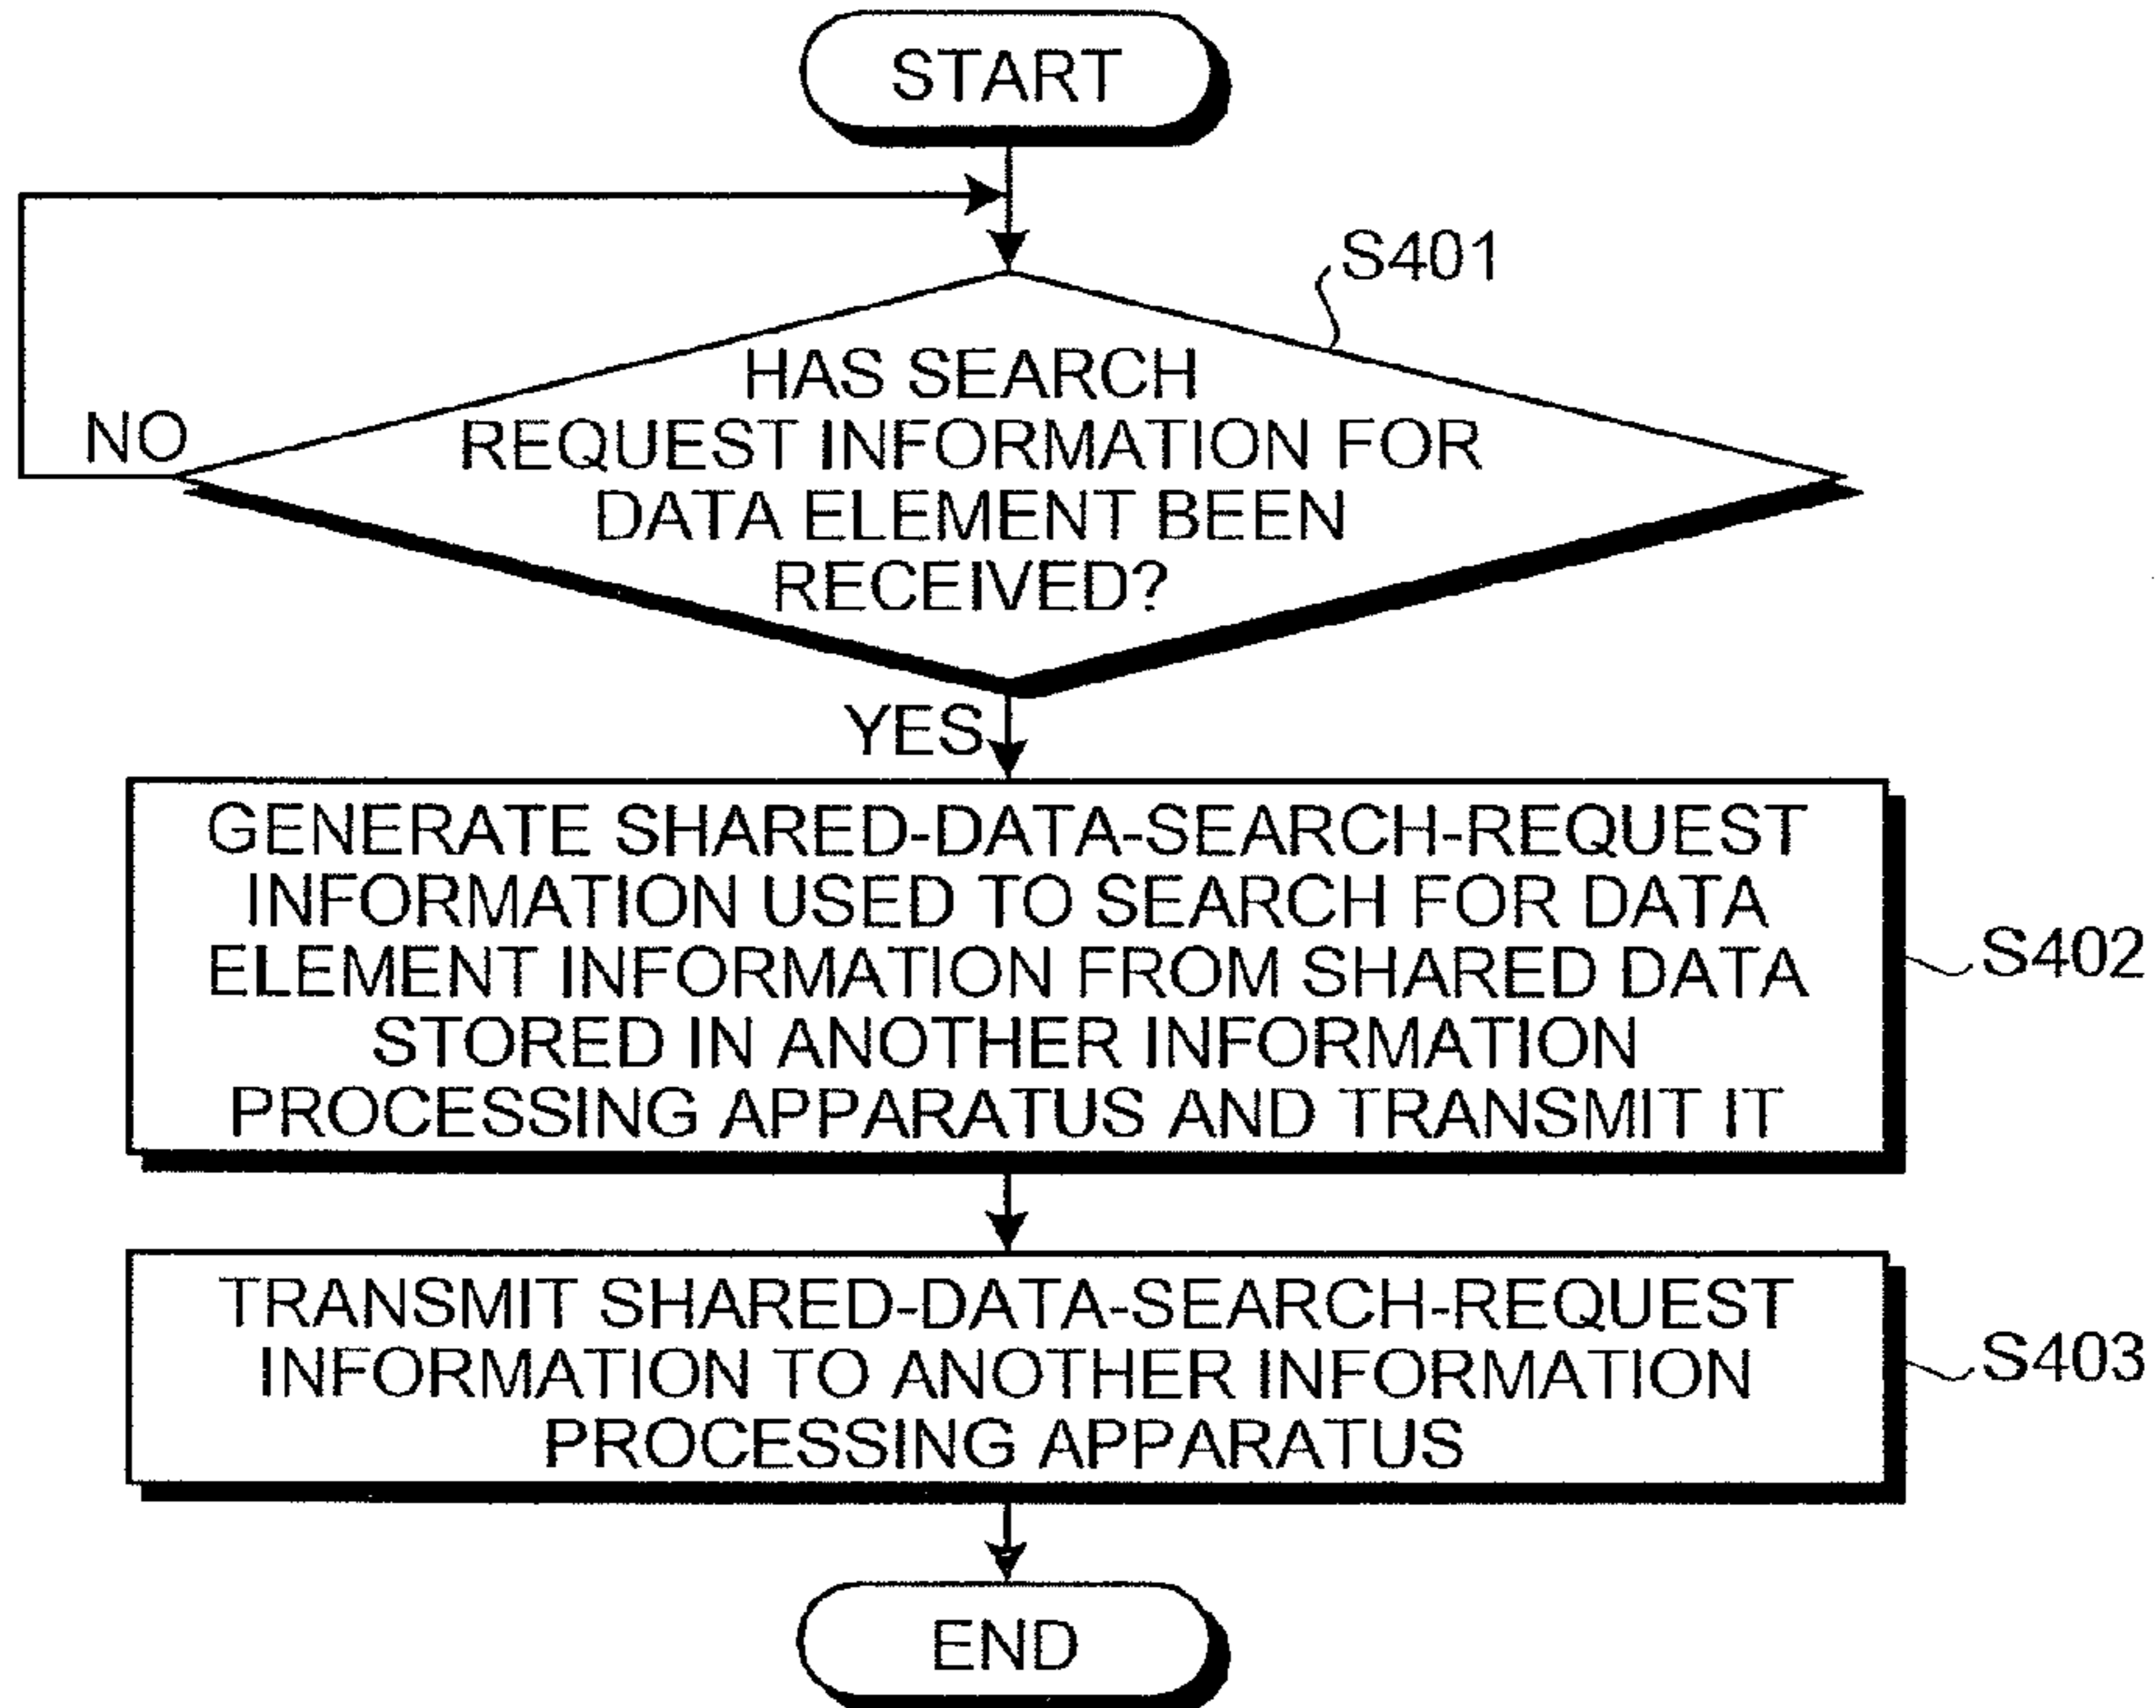 START
S401
HAS SEARCH
REQUEST INFORMATION FOR
DATA ELEMENT BEEN
RECEIVED?
NO
YES
GENERATE SHARED-DATA-SEARCH-REQUEST
INFORMATION USED TO SEARCH FOR DATA
ELEMENT INFORMATION FROM SHARED DATA
STORED IN ANOTHER INFORMATION
PROCESSING APPARATUS AND TRANSMIT IT
S402
TRANSMIT SHARED-DATA-SEARCH-REQUEST
INFORMATION TO ANOTHER INFORMATION
PROCESSING APPARATUS
S403
END